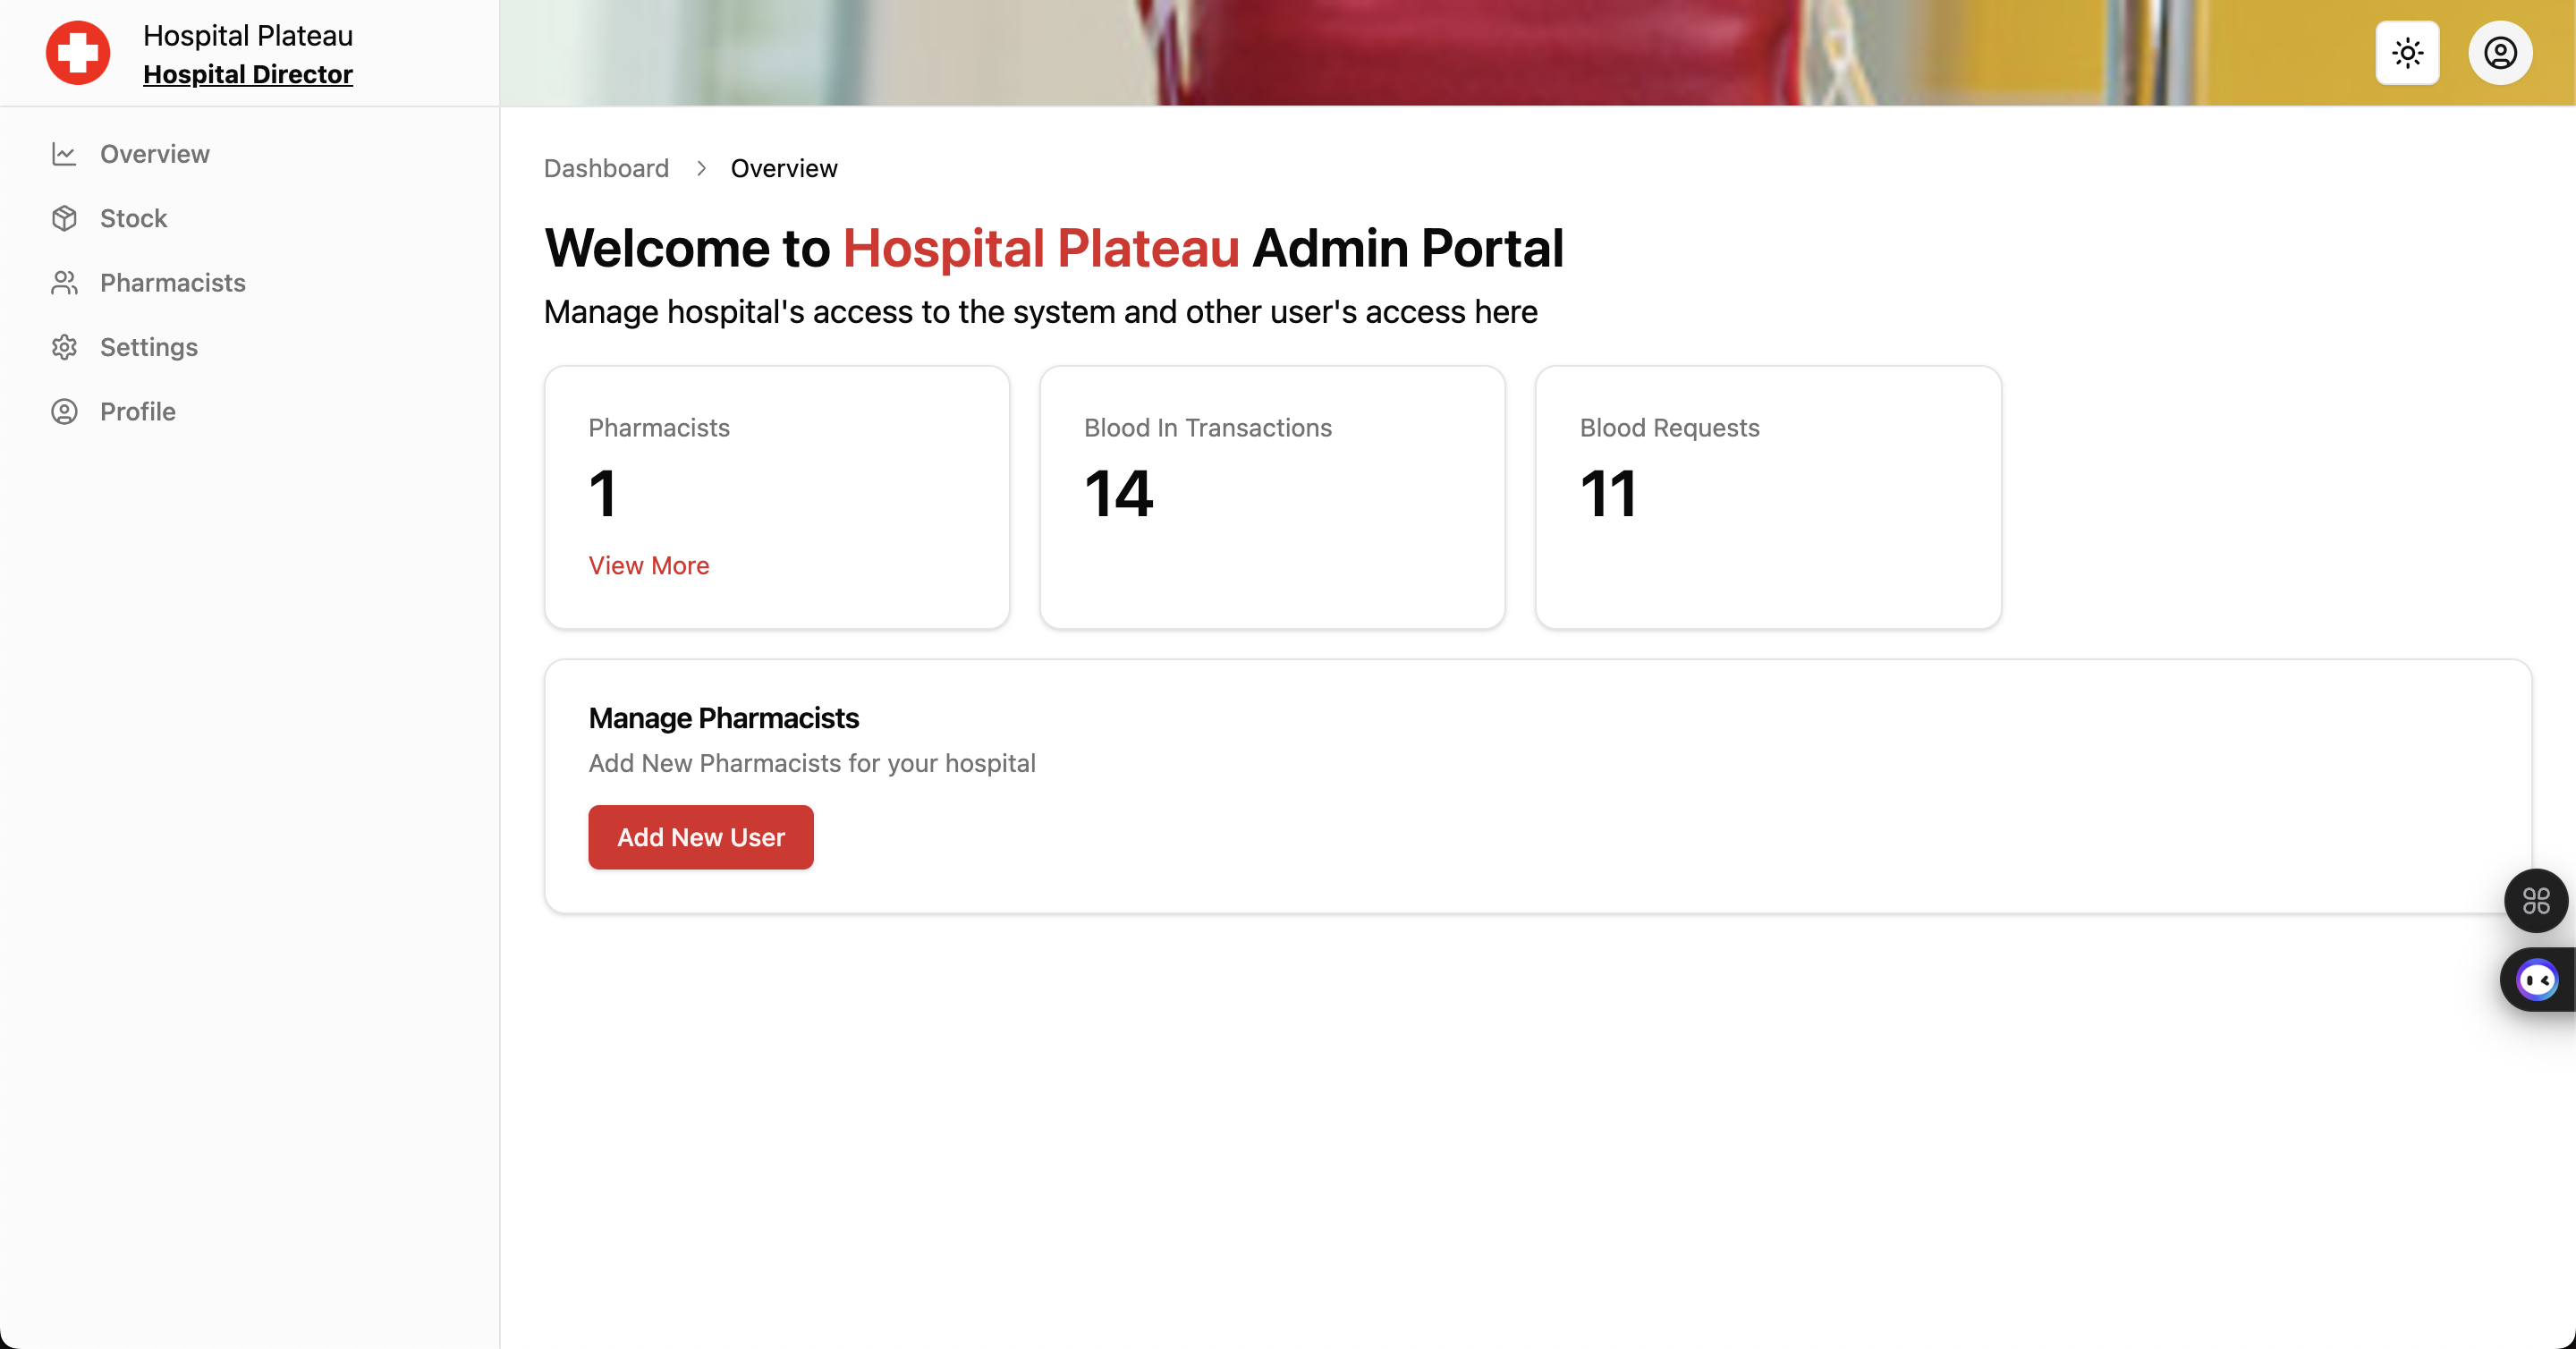 Hospital Plateau
Hospital Director
Overview
Stock
Pharmacists
Settings
Profile
Dashboard > Overview
Welcome to Hospital Plateau Admin Portal
Manage hospital's access to the system and other user's access here
Pharmacists
1
View More
Blood In Transactions
14
Blood Requests
11
Manage Pharmacists
Add New Pharmacists for your hospital
Add New User